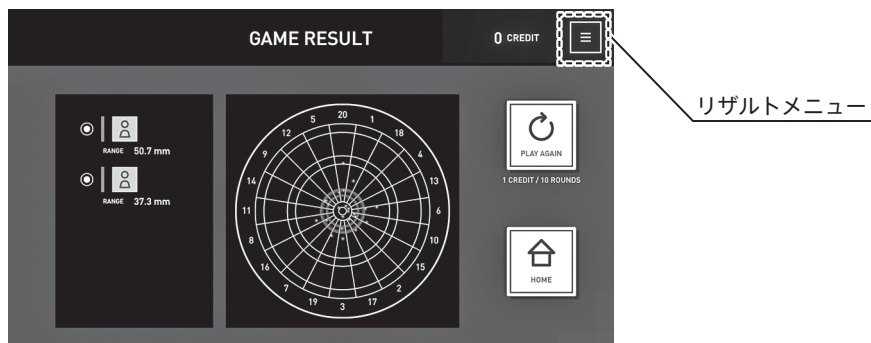 GAME RESULT
0 CREDIT
リザルトメニュー
RANGE 50.7 mm
RANGE 37.3 mm
20
1
18
4
13
6
10
15
2
17
3
19
7
16
8
11
14
9
12
5
PLAY AGAIN
1 CREDIT / 10 ROUNDS
HOME